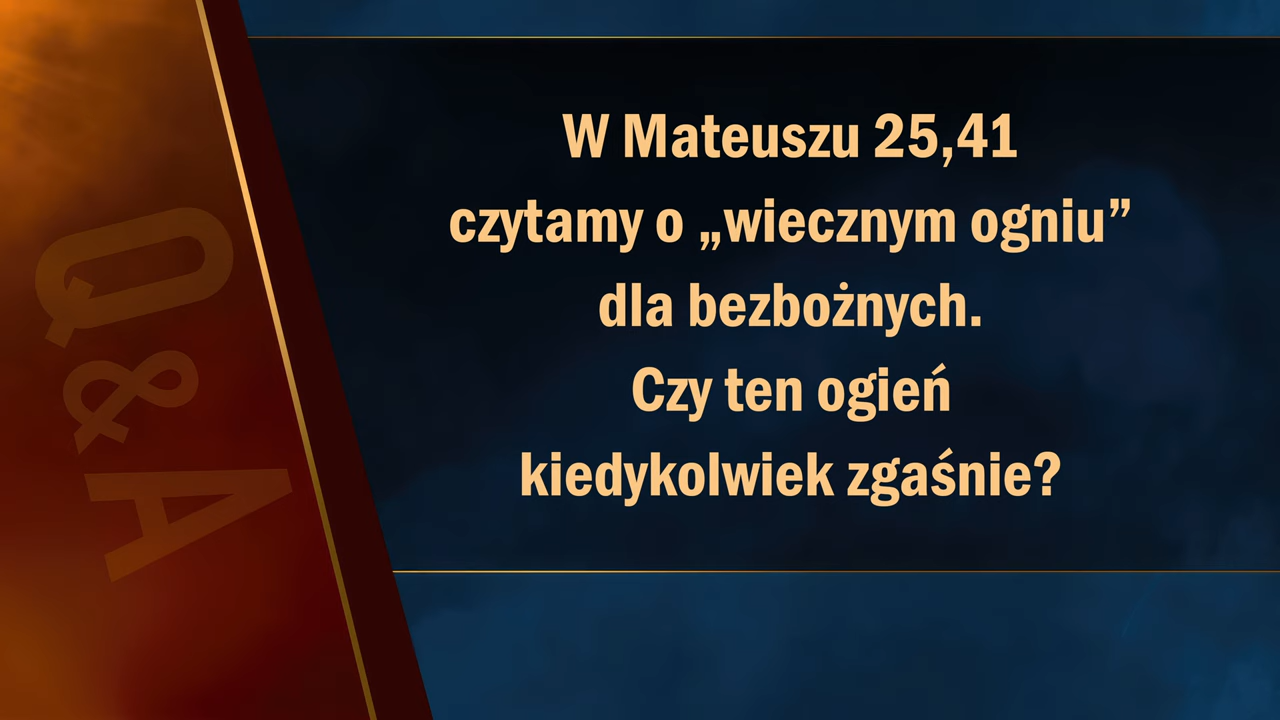 Q&A
W Mateuszu 25,41
czytamy o „wiecznym ogniu”
dla bezbożnych.
Czy ten ogień
kiedykolwiek zgaśnie?